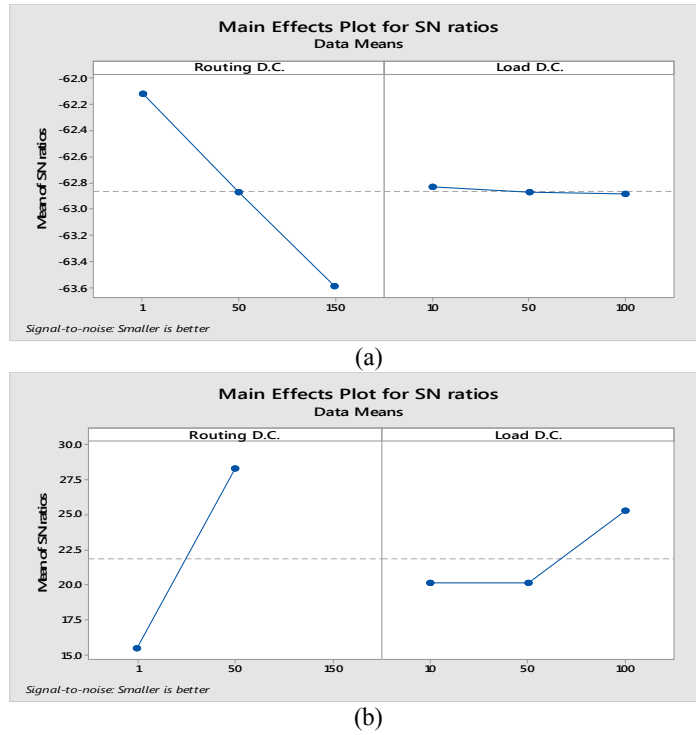 Main Effects Plot for SN ratios
Data Means
Routing D.C.
Load D.C.
Mean of SN ratios
-62.0
-62.2
-62.4
-62.6
-62.8
-63.0
-63.2
-63.4
-63.6
1 50 150 10 50 100
Signal-to-noise: Smaller is better
(a)
Main Effects Plot for SN ratios
Data Means
Routing D.C.
Load D.C.
Mean of SN ratios
30.0
27.5
25.0
22.5
20.0
17.5
15.0
1 50 150 10 50 100
Signal-to-noise: Smaller is better
(b)